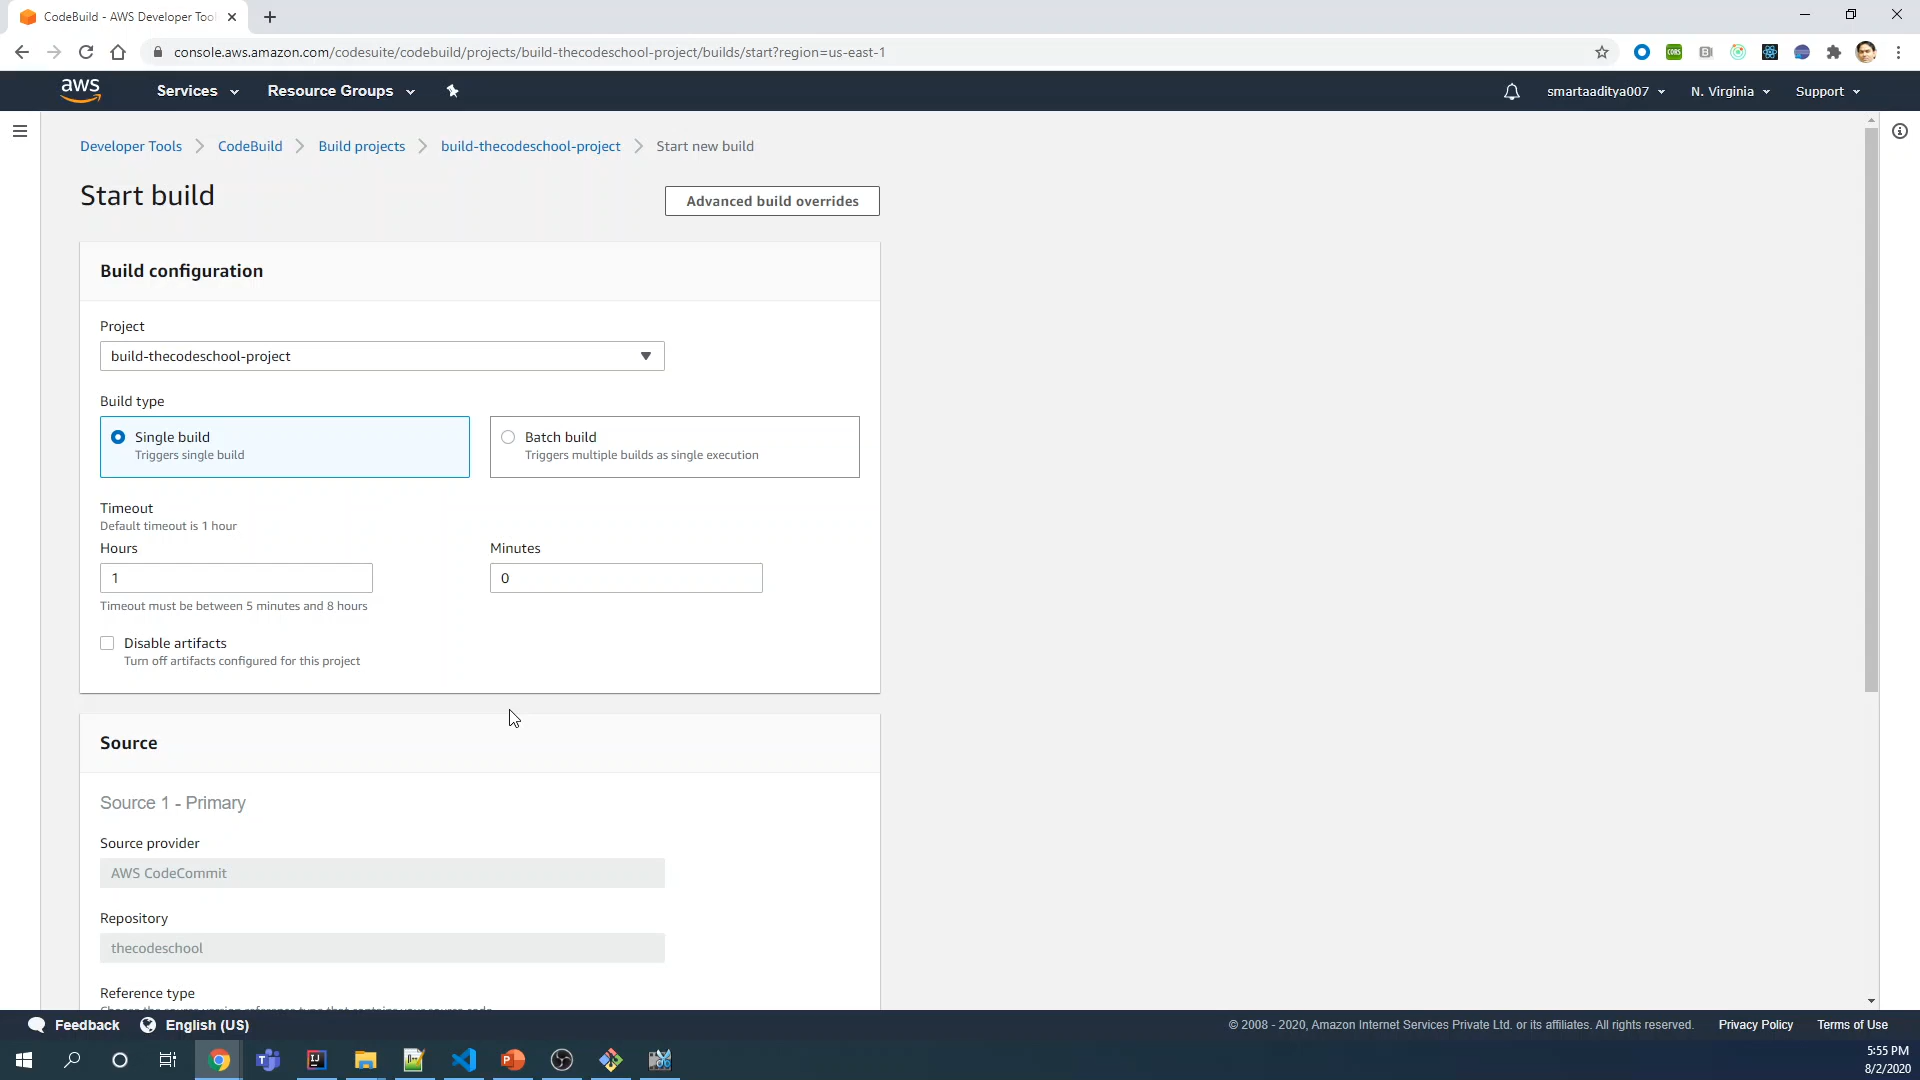 CodeBuild - AWS Developer Tool
console.aws.amazon.com/codesuite/codebuild/projects/build-thecodeschool-project/builds/start?region=us-east-1
aws
Services
Resource Groups
smartaaditya007
N. Virginia
Support
Developer Tools
CodeBuild
Build projects
build-thecodeschool-project
Start new build
Start build
Advanced build overrides
Build configuration
Project
build-thecodeschool-project
Build type
Single build
Triggers single build
Batch build
Triggers multiple builds as single execution
Timeout
Default timeout is 1 hour
Hours
Minutes
1
0
Timeout must be between 5 minutes and 8 hours
Disable artifacts
Turn off artifacts configured for this project
Source
Source 1 - Primary
Source provider
AWS CodeCommit
Repository
thecodeschool
Reference type
Feedback
English (US)
© 2008 - 2020, Amazon Internet Services Private Ltd. or its affiliates. All rights reserved.
Privacy Policy
Terms of Use
5:55 PM
8/2/2020